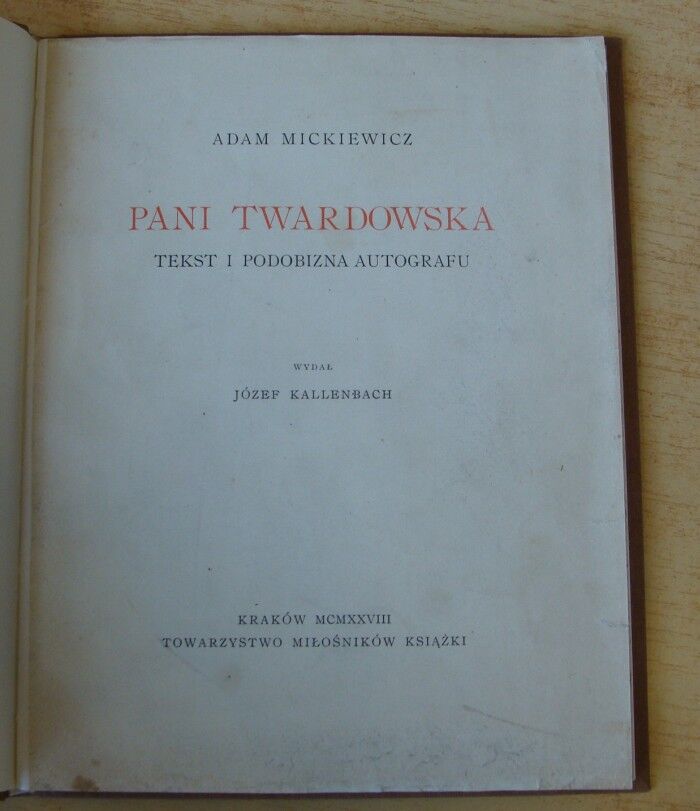 ADAM MICKIEWICZ
PANI TWARDOWSKA
TEKST I PODOBIZNA AUTOGRAFU
WYDAŁ
JÓZEF KALLENBACH
KRAKÓW MCMXXVIII
TOWARZYSTWO MIŁOŚNIKÓW KSIĄŻKI